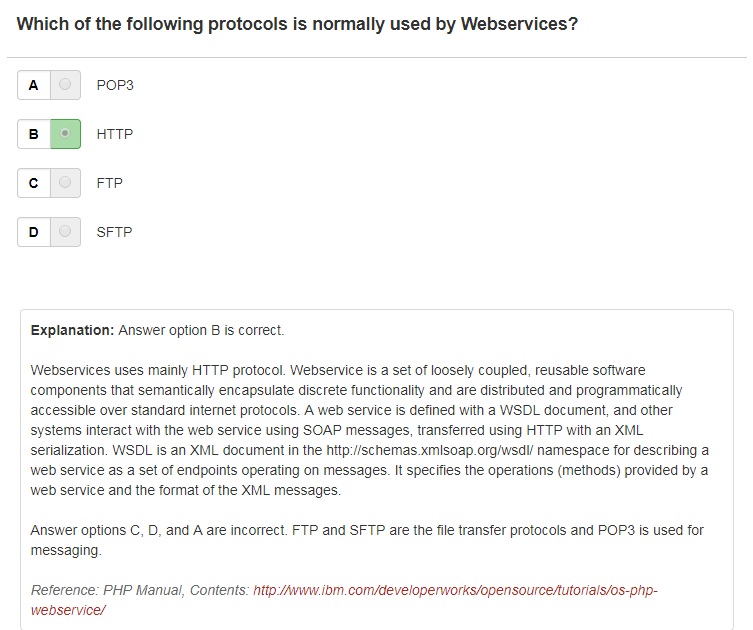 Which of the following protocols is normally used by Webservices?
A POP3
B HTTP
C FTP
D SFTP
Explanation: Answer option B is correct.
Webservices uses mainly HTTP protocol. Webservice is a set of loosely coupled, reusable software
components that semantically encapsulate discrete functionality and are distributed and programmatically
accessible over standard internet protocols. A web service is defined with a WSDL document, and other
systems interact with the web service using SOAP messages, transferred using HTTP with an XML
serialization. WSDL is an XML document in the http://schemas.xmlsoap.org/wsdl/ namespace for describing a
web service as a set of endpoints operating on messages. It specifies the operations (methods) provided by a
web service and the format of the XML messages.
Answer options C, D, and A are incorrect. FTP and SFTP are the file transfer protocols and POP3 is used for
messaging.
Reference: PHP Manual, Contents: http://www.ibm.com/developerworks/opensource/tutorials/os-php-
webservice/